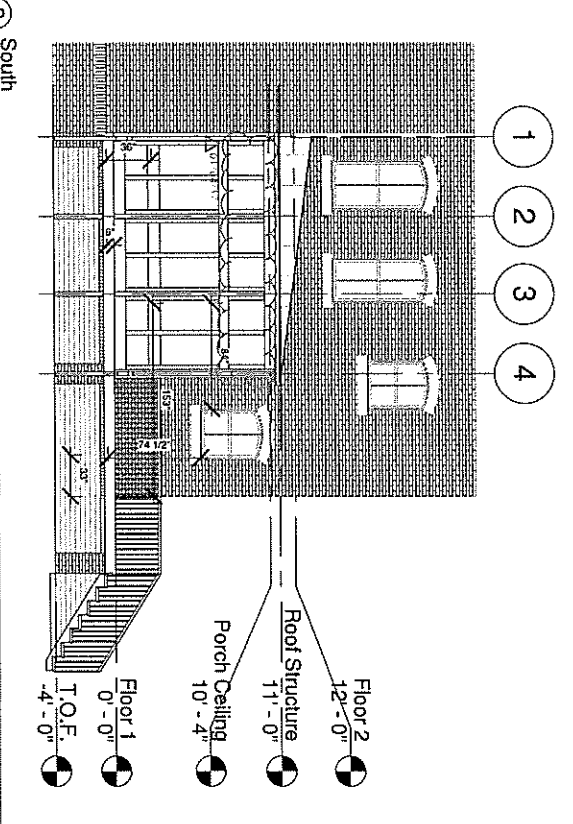 1
2
3
4
Floor 2
12' - 0"
Roof Structure
11' - 0"
Porch Ceiling
10' - 4"
Floor 1
0' - 0"
T.O.F.
-4' - 0"
36"
6"
84"
153"
74 1/2"
33"
South